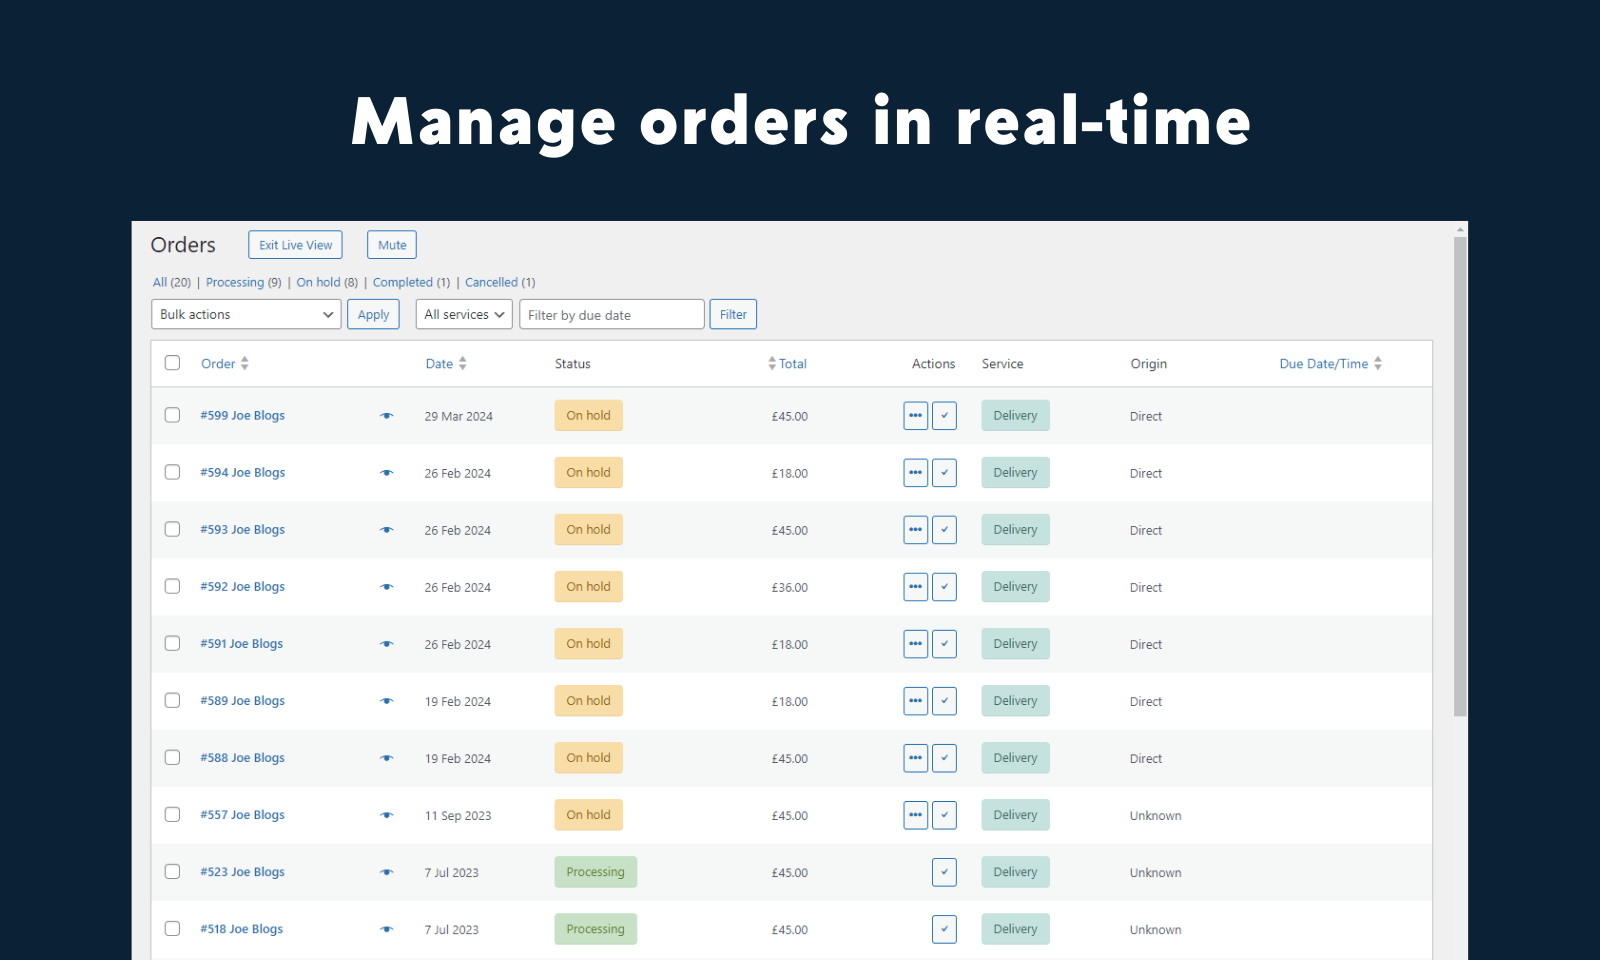 Manage orders in real-time
Orders Exit Live View Mute
All (20) | Processing (9) | On hold (8) | Completed (1) | Cancelled (1)
Bulk actions Apply All services Filter by due date Filter
Order Date Status Total Actions Service Origin Due Date/Time
#599 Joe Blogs 29 Mar 2024 On hold £45.00 Delivery Direct
#594 Joe Blogs 26 Feb 2024 On hold £18.00 Delivery Direct
#593 Joe Blogs 26 Feb 2024 On hold £45.00 Delivery Direct
#592 Joe Blogs 26 Feb 2024 On hold £36.00 Delivery Direct
#591 Joe Blogs 26 Feb 2024 On hold £18.00 Delivery Direct
#589 Joe Blogs 19 Feb 2024 On hold £18.00 Delivery Direct
#588 Joe Blogs 19 Feb 2024 On hold £45.00 Delivery Direct
#557 Joe Blogs 11 Sep 2023 On hold £45.00 Delivery Unknown
#523 Joe Blogs 7 Jul 2023 Processing £45.00 Delivery Unknown
#518 Joe Blogs 7 Jul 2023 Processing £45.00 Delivery Unknown